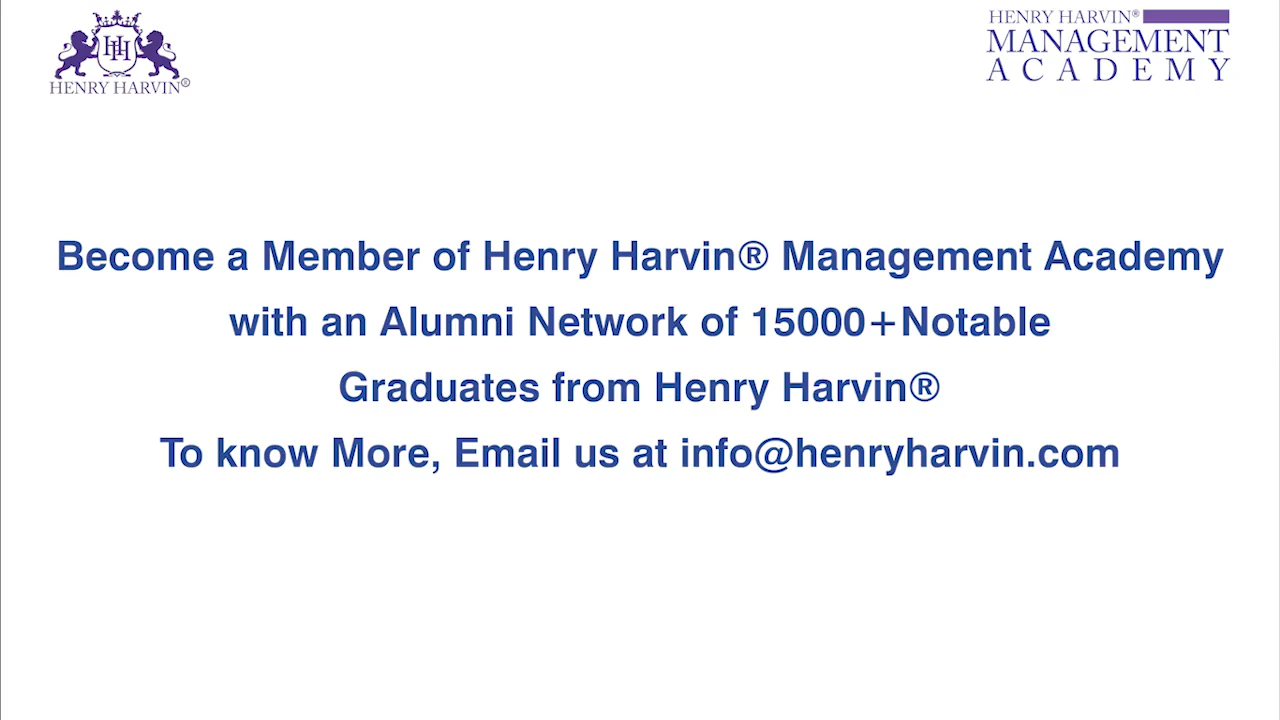 HENRY HARVIN®
HENRY HARVIN®
MANAGEMENT
ACADEMY
Become a Member of Henry Harvin® Management Academy
with an Alumni Network of 15000+Notable
Graduates from Henry Harvin®
To know More, Email us at info@henryharvin.com